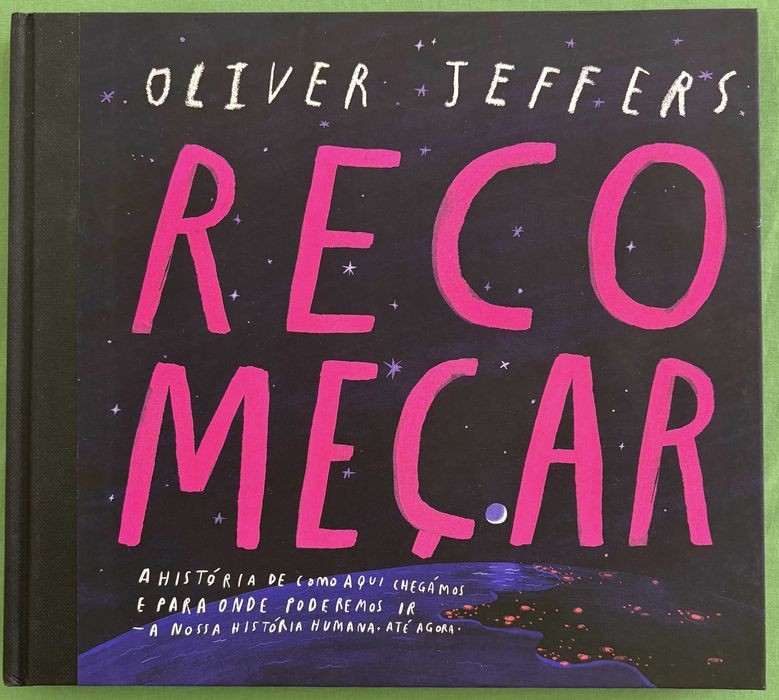 OLIVER JEFFERS
RECO
MEÇAR
A HISTÓRIA DE COMO AQUI CHEGÁMOS
E PARA ONDE PODEREMOS IR
— A NOSSA HISTÓRIA HUMANA. ATÉ AGORA.